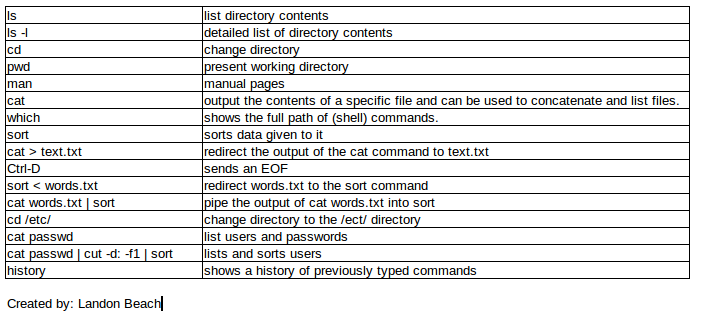 ls list directory contents
ls -l detailed list of directory contents
cd change directory
pwd present working directory
man manual pages
cat output the contents of a specific file and can be used to concatenate and list files.
which shows the full path of (shell) commands.
sort sorts data given to it
cat > text.txt redirect the output of the cat command to text.txt
Ctrl-D sends an EOF
sort < words.txt redirect words.txt to the sort command
cat words.txt | sort pipe the output of cat words.txt into sort
cd /etc/ change directory to the /ect/ directory
cat passwd list users and passwords
cat passwd | cut -d: -f1 | sort lists and sorts users
history shows a history of previously typed commands
Created by: Landon Beach